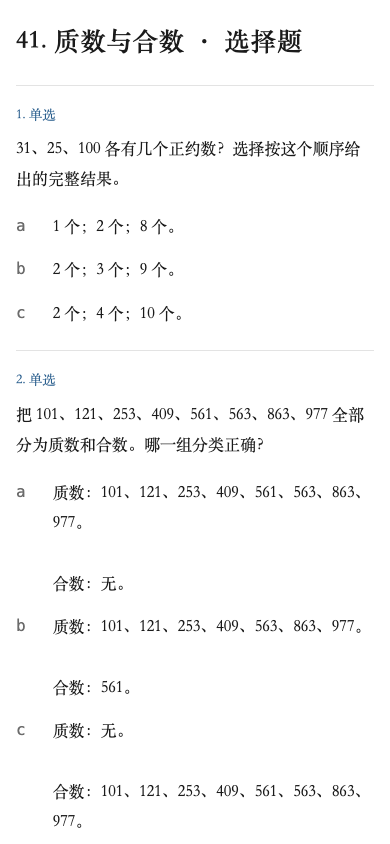 41. 质数与合数 · 选择题
1. 单选
31、25、100 各有几个正约数？选择按这个顺序给
出的完整结果。
a 1 个；2 个；8 个。
b 2 个；3 个；9 个。
c 2 个；4 个；10 个。
2. 单选
把 101、121、253、409、561、563、863、977 全部
分为质数和合数。哪一组分类正确？
a 质数：101、121、253、409、561、563、863、
977。
合数：无。
b 质数：101、121、253、409、563、863、977。
合数：561。
c 质数：无。
合数：101、121、253、409、561、563、863、
977。